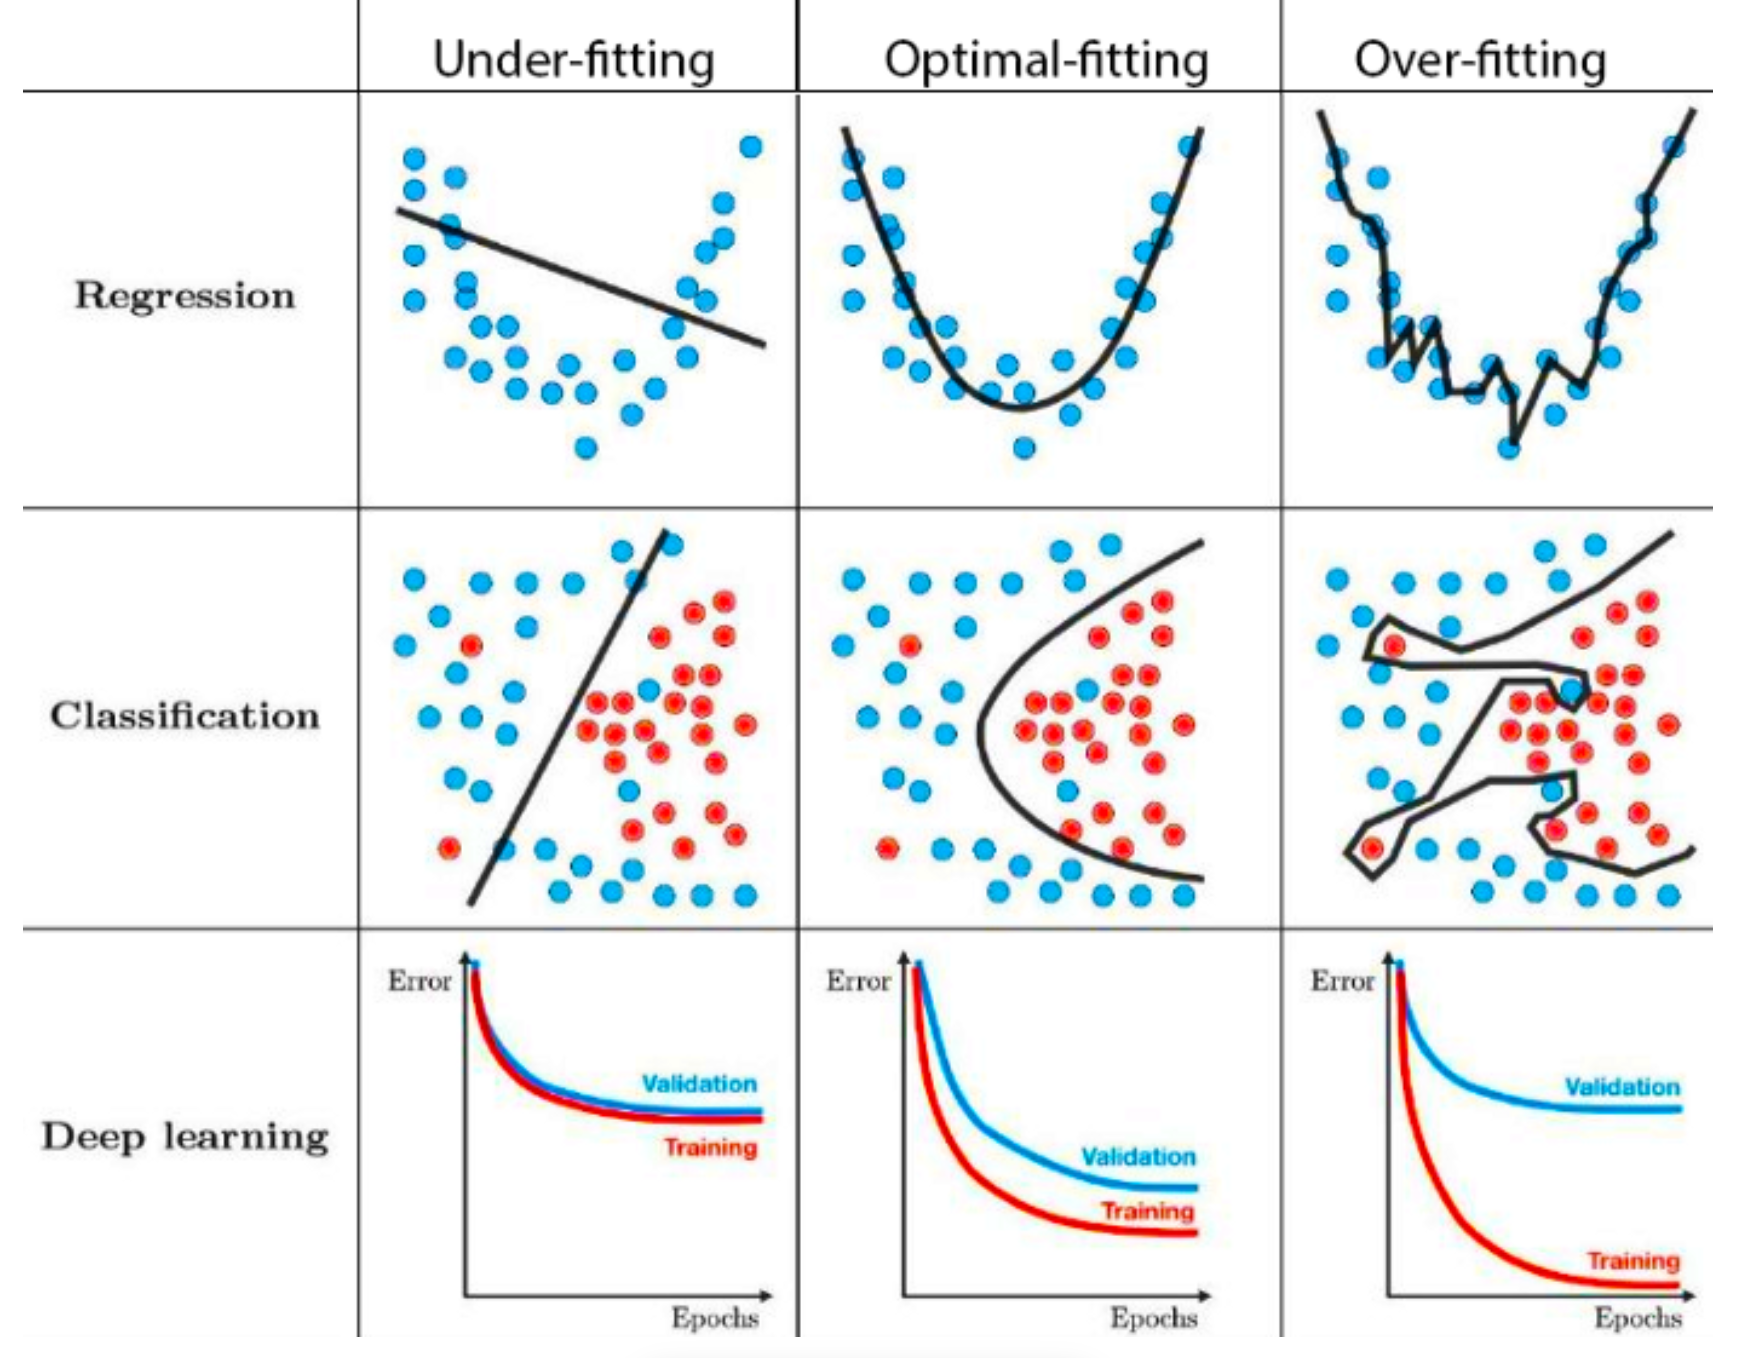 Under-fitting
Optimal-fitting
Over-fitting
Regression
Classification
Deep learning
Error
Validation
Training
Epochs
Error
Validation
Training
Epochs
Error
Validation
Training
Epochs